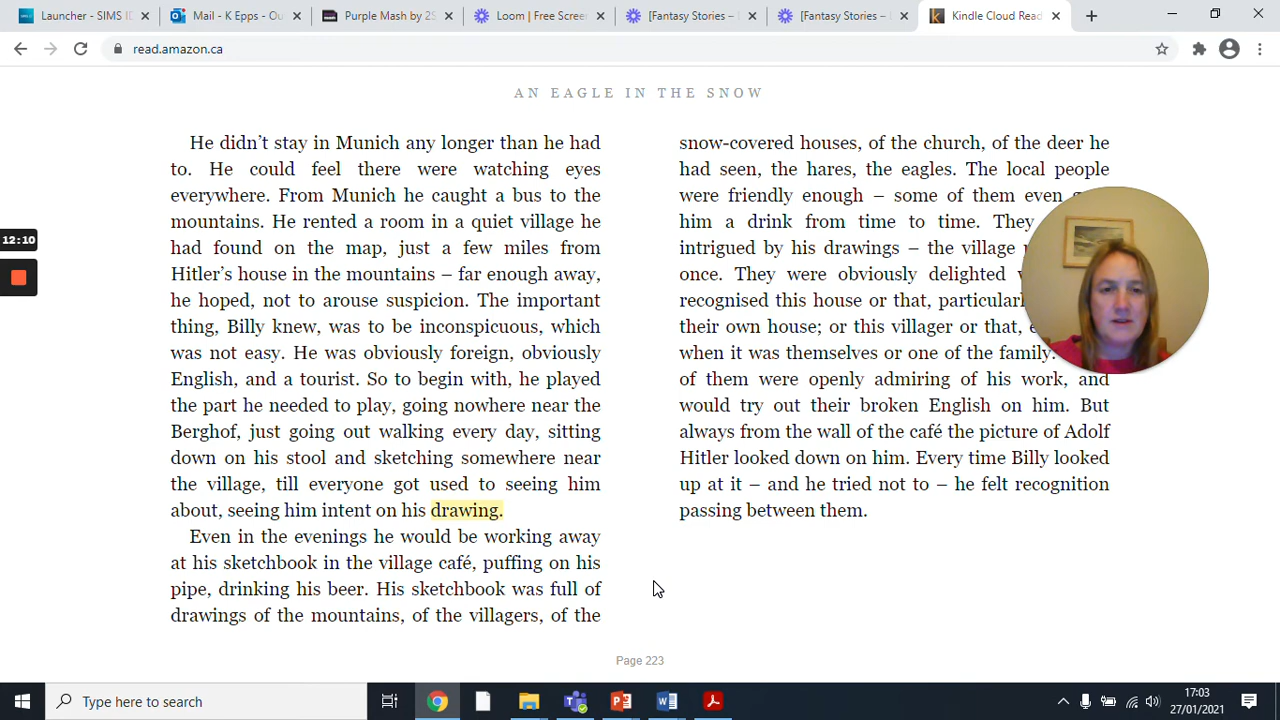 Launcher - SIMS ID
Mail - K Epps - Ou
Purple Mash by 2S
Loom | Free Scree
[Fantasy Stories –
[Fantasy Stories –
Kindle Cloud Read
read.amazon.ca
AN EAGLE IN THE SNOW
He didn’t stay in Munich any longer than he had
to. He could feel there were watching eyes
everywhere. From Munich he caught a bus to the
mountains. He rented a room in a quiet village he
had found on the map, just a few miles from
Hitler’s house in the mountains – far enough away,
he hoped, not to arouse suspicion. The important
thing, Billy knew, was to be inconspicuous, which
was not easy. He was obviously foreign, obviously
English, and a tourist. So to begin with, he played
the part he needed to play, going nowhere near the
Berghof, just going out walking every day, sitting
down on his stool and sketching somewhere near
the village, till everyone got used to seeing him
about, seeing him intent on his drawing.
Even in the evenings he would be working away
at his sketchbook in the village café, puffing on his
pipe, drinking his beer. His sketchbook was full of
drawings of the mountains, of the villagers, of the
snow-covered houses, of the church, of the deer he
had seen, the hares, the eagles. The local people
were friendly enough – some of them even
him a drink from time to time. They
intrigued by his drawings – the village
once. They were obviously delighted
recognised this house or that,
their own house; or this villager or that,
when it was themselves or one of the family.
of them were openly admiring of his work, and
would try out their broken English on him. But
always from the wall of the café the picture of Adolf
Hitler looked down on him. Every time Billy looked
up at it – and he tried not to – he felt recognition
passing between them.
Page 223
12:10
Type here to search
17:03
27/01/2021